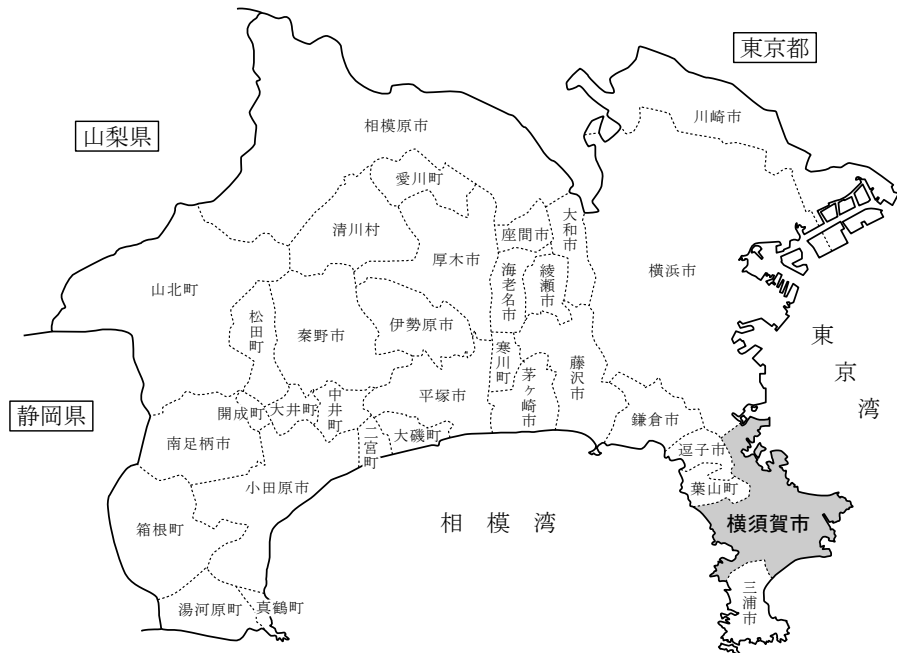 東京都
川崎市
相模原市
山梨県
愛川町
大和市
座間市
清川村
厚木市
海老名市
綾瀬市
横浜市
山北町
松田町
秦野市
伊勢原市
東京湾
寒川町
藤沢市
茅ヶ崎市
平塚市
静岡県
開成町
大井町
中井町
鎌倉市
二宮町
大磯町
南足柄市
逗子市
小田原市
葉山町
相模湾
横須賀市
箱根町
三浦市
湯河原町
真鶴町